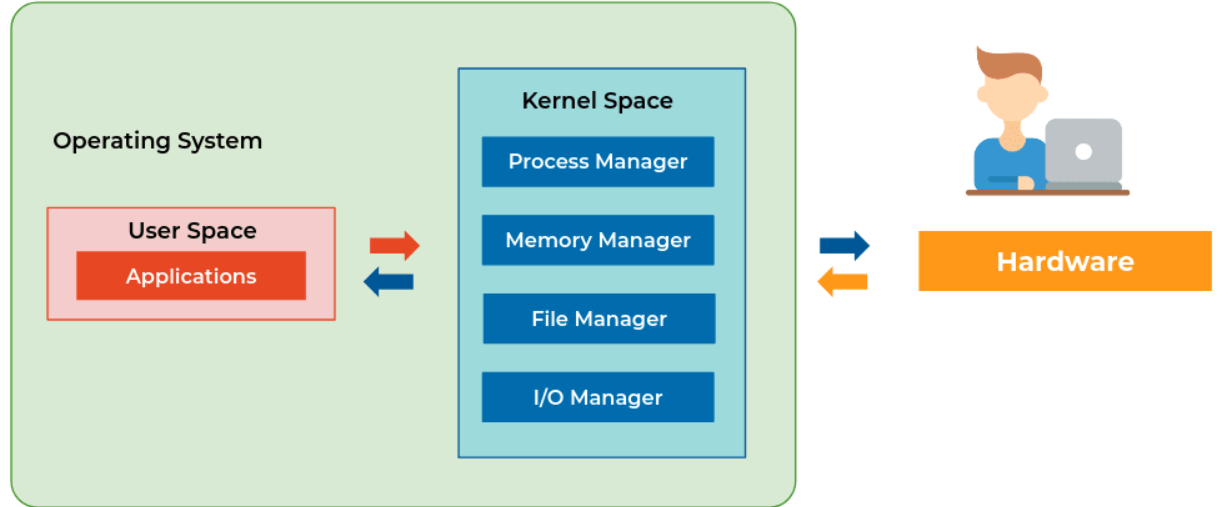 Operating System
User Space
Applications
Kernel Space
Process Manager
Memory Manager
File Manager
I/O Manager
Hardware